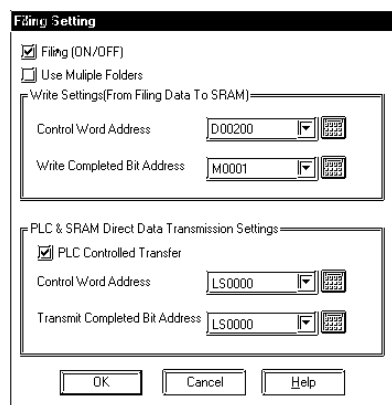 Filing Setting
Filing (ON/OFF)
Use Muliple Folders
Write Settings(From Filing Data To SRAM)
Control Word Address D00200
Write Completed Bit Address M0001
PLC & SRAM Direct Data Transmission Settings
PLC Controlled Transfer
Control Word Address LS0000
Transmit Completed Bit Address LS0000
OK Cancel Help